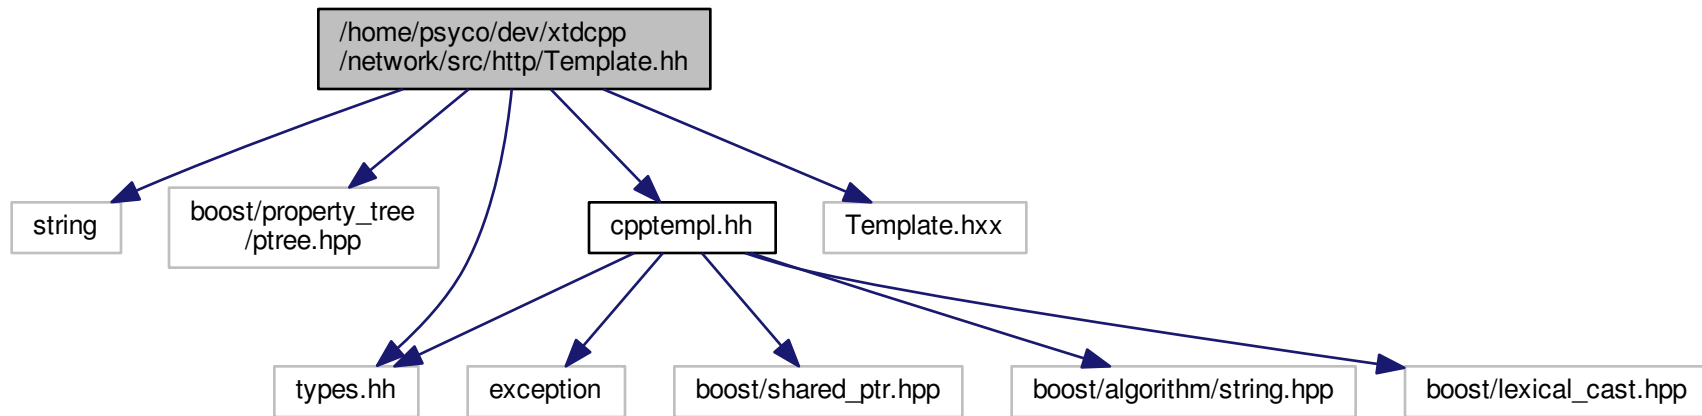 /home/psyco/dev/xtdcpp
/network/src/http/Template.hh
string
boost/property_tree
/ptree.hpp
cpptempl.hh
Template.hxx
types.hh
exception
boost/shared_ptr.hpp
boost/algorithm/string.hpp
boost/lexical_cast.hpp